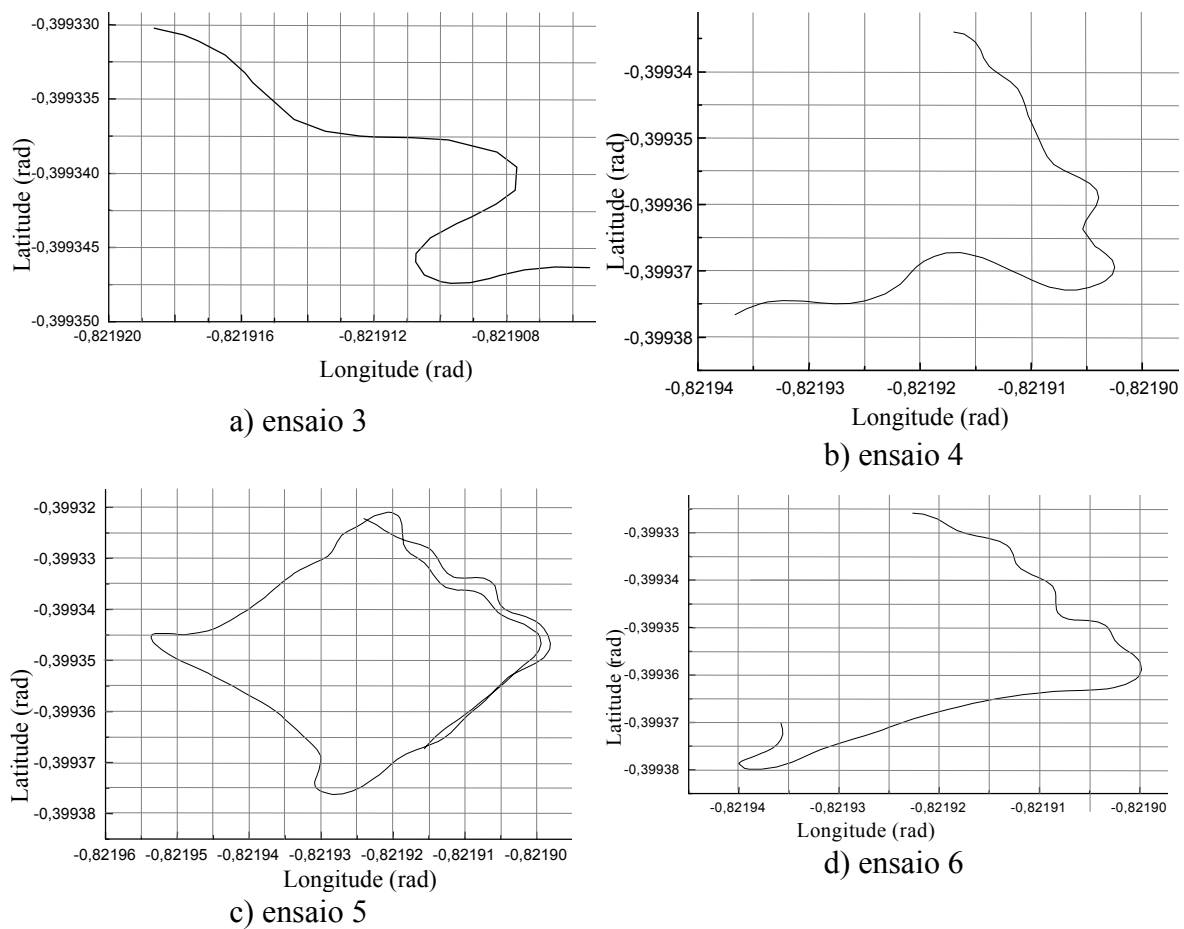 -0,399330
-0,399335
-0,399340
-0,399345
-0,399350
Latitude (rad)
-0,821920 -0,821916 -0,821912 -0,821908
Longitude (rad)
a) ensaio 3
-0,39934
-0,39935
-0,39936
-0,39937
-0,39938
Latitude (rad)
-0,82194 -0,82193 -0,82192 -0,82191 -0,82190
Longitude (rad)
b) ensaio 4
-0,39932
-0,39933
-0,39934
-0,39935
-0,39936
-0,39937
-0,39938
Latitude (rad)
-0,82196 -0,82195 -0,82194 -0,82193 -0,82192 -0,82191 -0,82190
Longitude (rad)
c) ensaio 5
-0,39933
-0,39934
-0,39935
-0,39936
-0,39937
-0,39938
Latitude (rad)
-0,82194 -0,82193 -0,82192 -0,82191 -0,82190
Longitude (rad)
d) ensaio 6